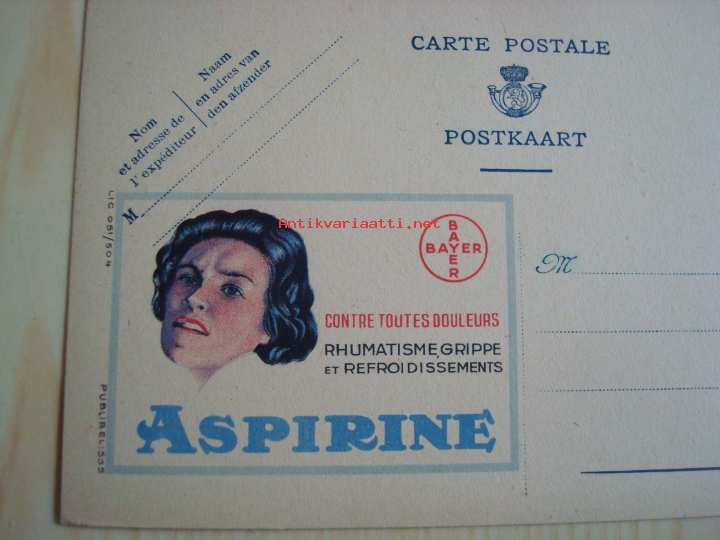 CARTE POSTALE
POSTKAART
Nom
et adresse de
l'expéditeur
Naam
en adres van
den afzender
M
LIC 051/504
PUBLIBEL:535
Antikvariaatti.net
BAYER
BAYER
CONTRE TOUTES DOULEURS
RHUMATISME, GRIPPE
ET REFROIDISSEMENTS
ASPIRINE
M